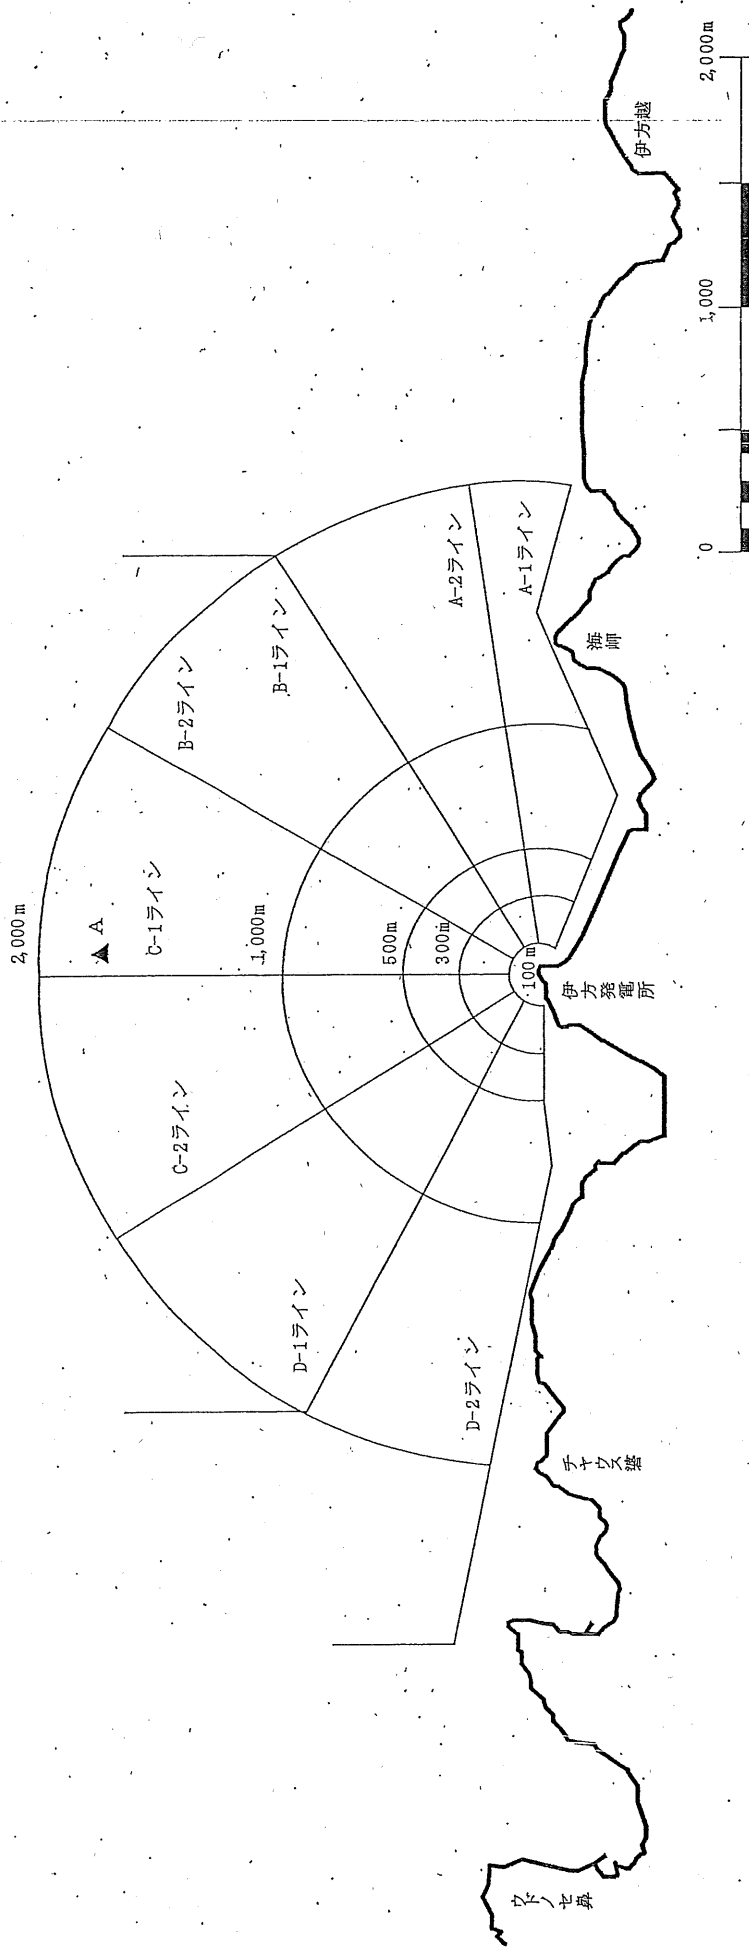 2,000m
A
C-1ライン
C-2ライン
B-2ライン
B-1ライン
1,000m
500m
300m
100m
D-1ライン
D-2ライン
A-2ライン
A-1ライン
ウドノセ鼻
チャウス礁
伊方発電所
海岬
伊方越
0
1,000
2,000m